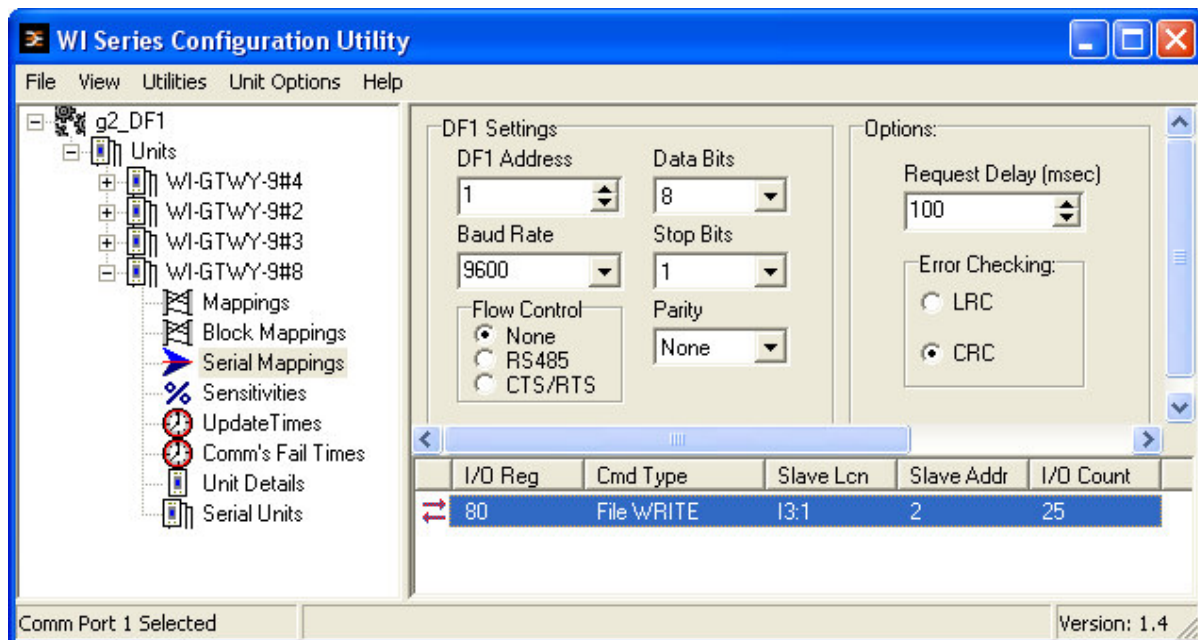 WI Series Configuration Utility
File View Utilities Unit Options Help
g2_DF1
Units
WI-GTWY-9#4
WI-GTWY-9#2
WI-GTWY-9#3
WI-GTWY-9#8
Mappings
Block Mappings
Serial Mappings
Sensitivities
UpdateTimes
Comm's Fail Times
Unit Details
Serial Units
DF1 Settings
DF1 Address
1
Data Bits
8
Baud Rate
9600
Stop Bits
1
Flow Control
None
RS485
CTS/RTS
Parity
None
Options:
Request Delay (msec)
100
Error Checking:
LRC
CRC
I/O Reg Cmd Type Slave Lcn Slave Addr I/O Count
80 File WRITE I3:1 2 25
Comm Port 1 Selected
Version: 1.4